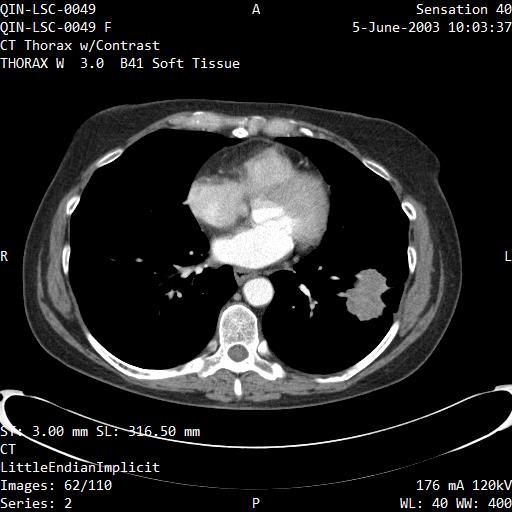 QIN-LSC-0049 A Sensation 40
QIN-LSC-0049 F 5-June-2003 10:03:37
CT Thorax w/Contrast
THORAX W 3.0 B41 Soft Tissue
R L
ST: 3.00 mm SL: 316.50 mm
CT
LittleEndianImplicit
Images: 62/110 176 mA 120kV
Series: 2 P WL: 40 WW: 400